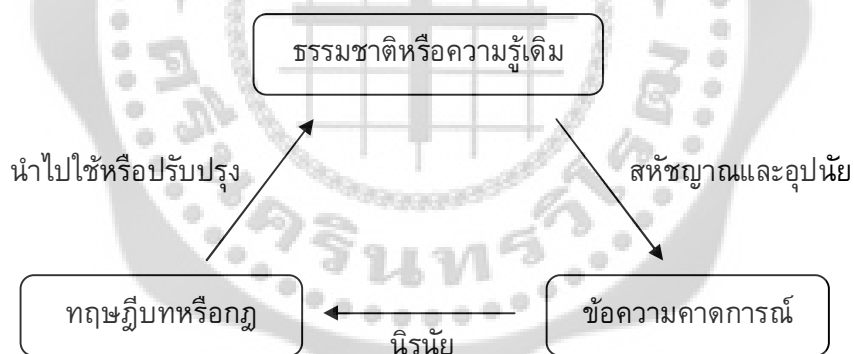 ธรรมชาติหรือความรู้เดิม
นำไปใช้หรือปรับปรุง
สหัชญาณและอุปนัย
ทฤษฎีบทหรือกฎ
ข้อความคาดการณ์
นิรนัย